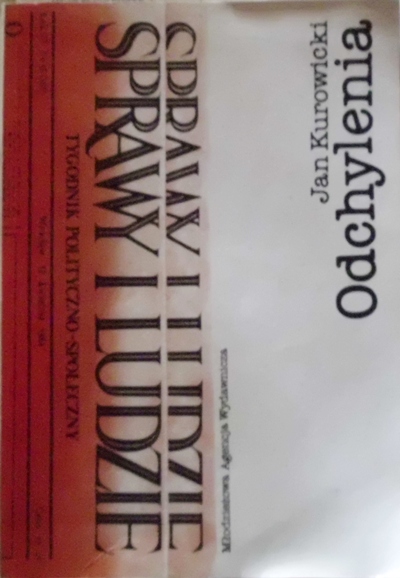 Jan Kurowicki
Odchylenia
Młodzieżowa Agencja Wydawnicza
SPRAWY I LUDZIE
SPRAWY I LUDZIE
TYGODNIK POLITYCZNO-SPOŁECZNY